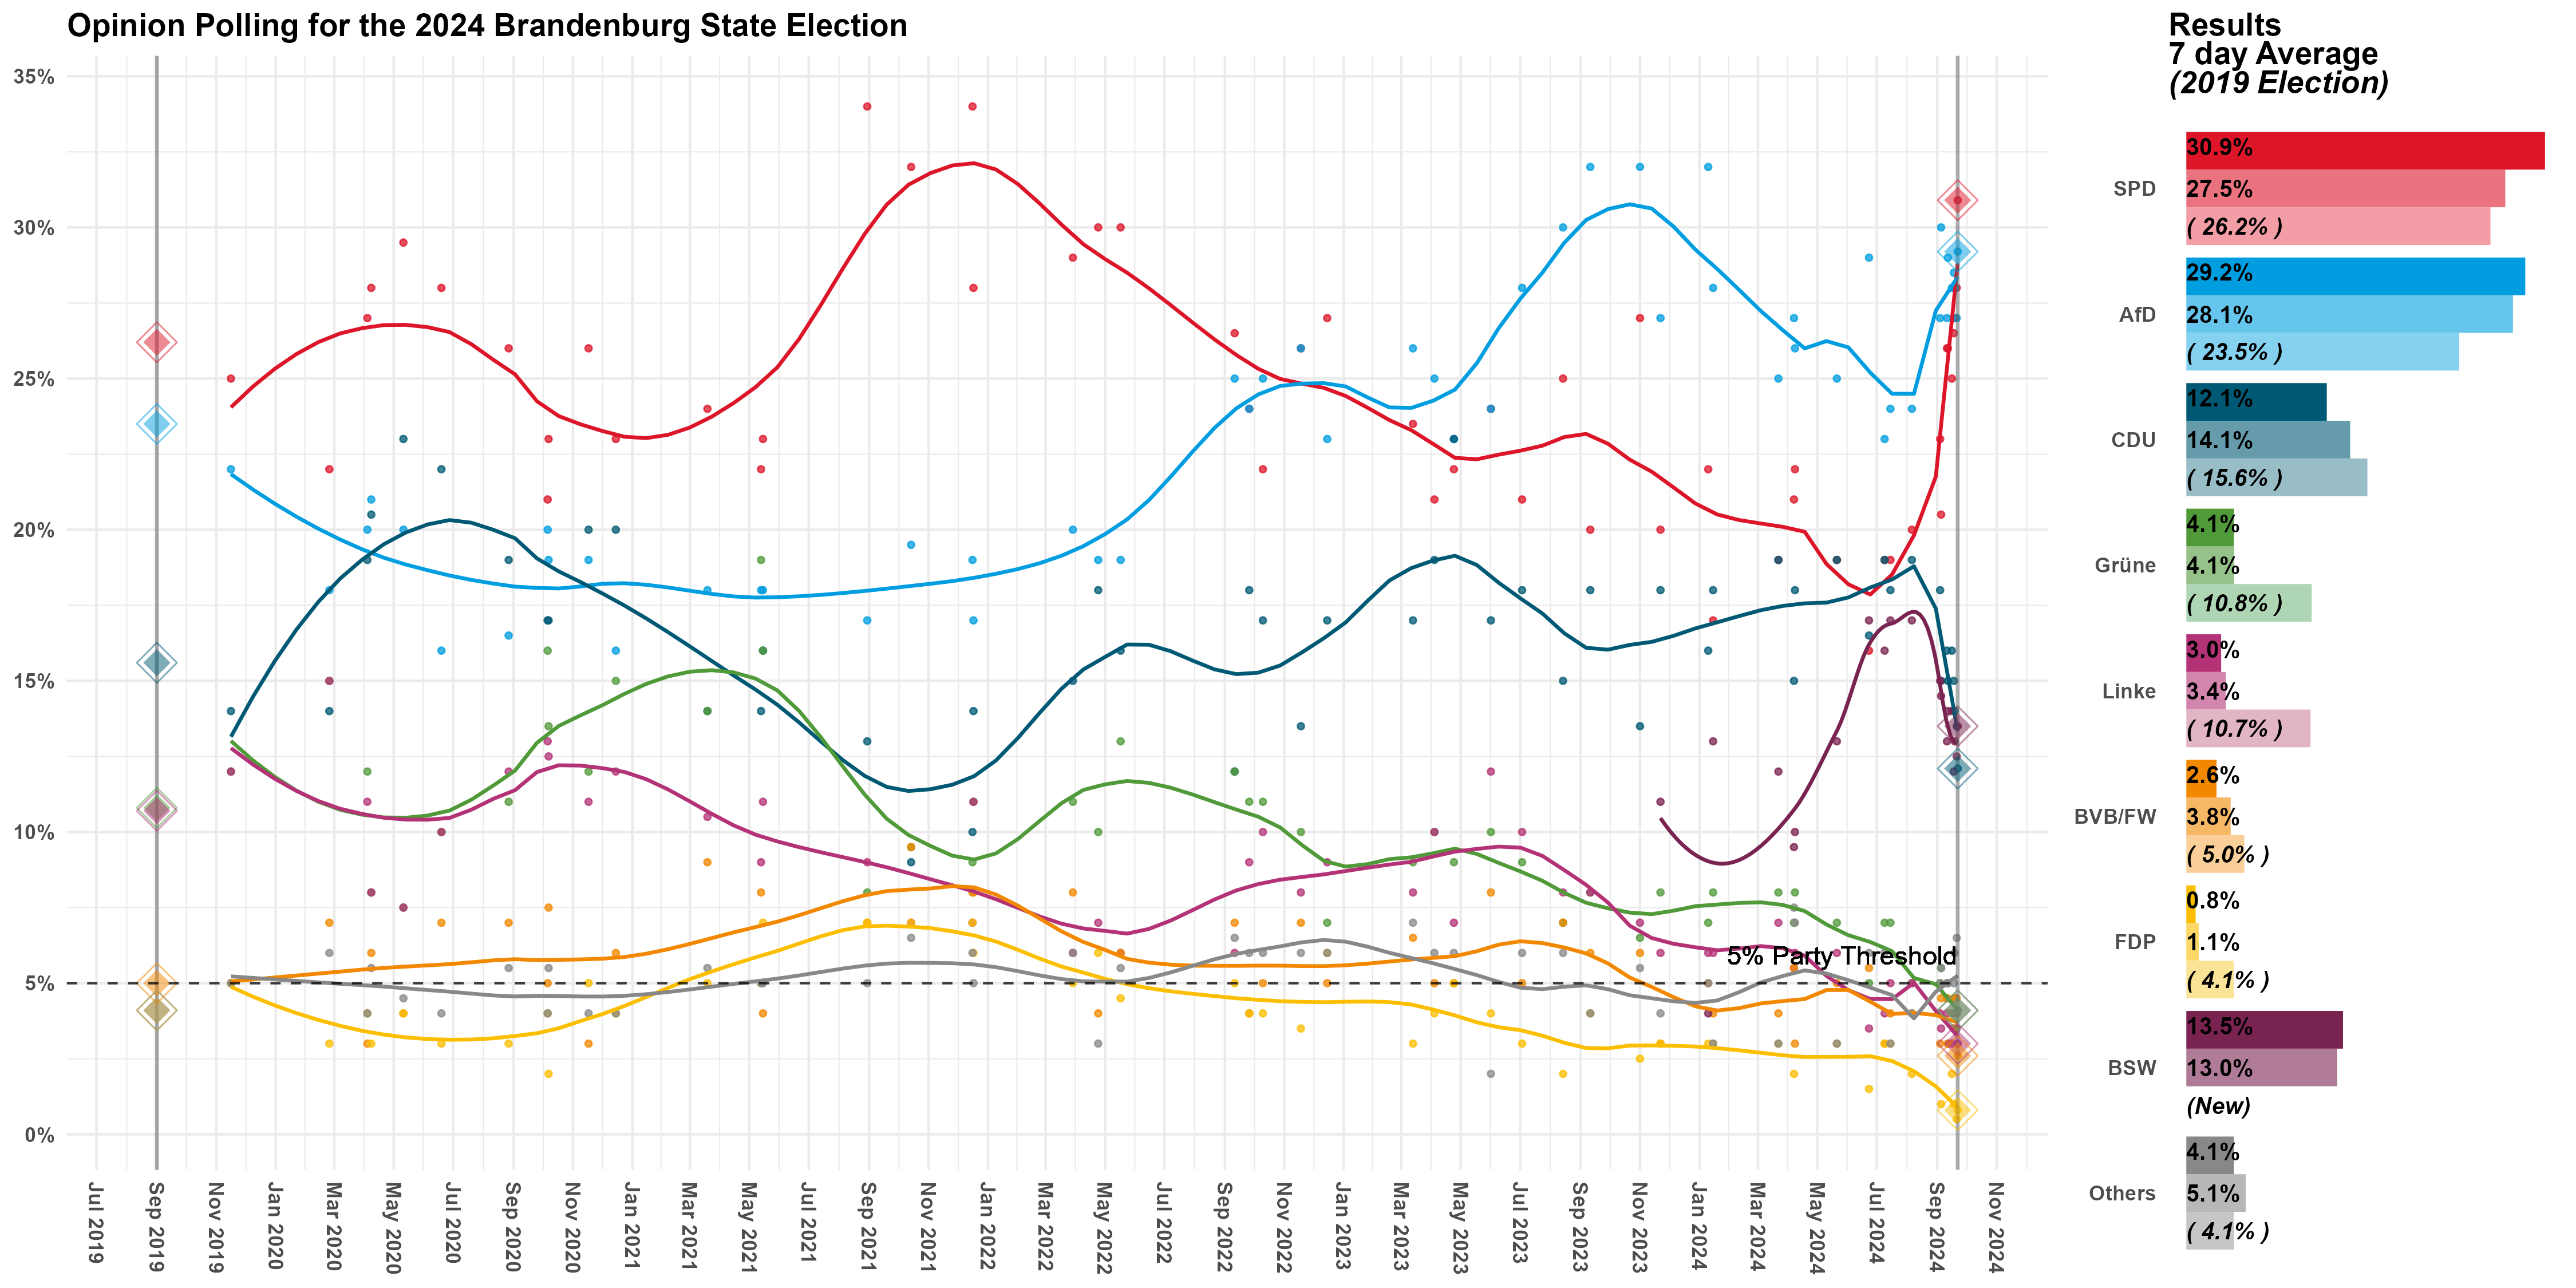 Opinion Polling for the 2024 Brandenburg State Election
35%
30%
25%
20%
15%
10%
5%
0%
5% Party Threshold
Jul 2019
Sep 2019
Nov 2019
Jan 2020
Mar 2020
May 2020
Jul 2020
Sep 2020
Nov 2020
Jan 2021
Mar 2021
May 2021
Jul 2021
Sep 2021
Nov 2021
Jan 2022
Mar 2022
May 2022
Jul 2022
Sep 2022
Nov 2022
Jan 2023
Mar 2023
May 2023
Jul 2023
Sep 2023
Nov 2023
Jan 2024
Mar 2024
May 2024
Jul 2024
Sep 2024
Nov 2024
Results
7 day Average
(2019 Election)
SPD
30.9%
27.5%
( 26.2% )
AfD
29.2%
28.1%
( 23.5% )
CDU
12.1%
14.1%
( 15.6% )
Grüne
4.1%
4.1%
( 10.8% )
Linke
3.0%
3.4%
( 10.7% )
BVB/FW
2.6%
3.8%
( 5.0% )
FDP
0.8%
1.1%
( 4.1% )
BSW
13.5%
13.0%
(New)
Others
4.1%
5.1%
( 4.1% )